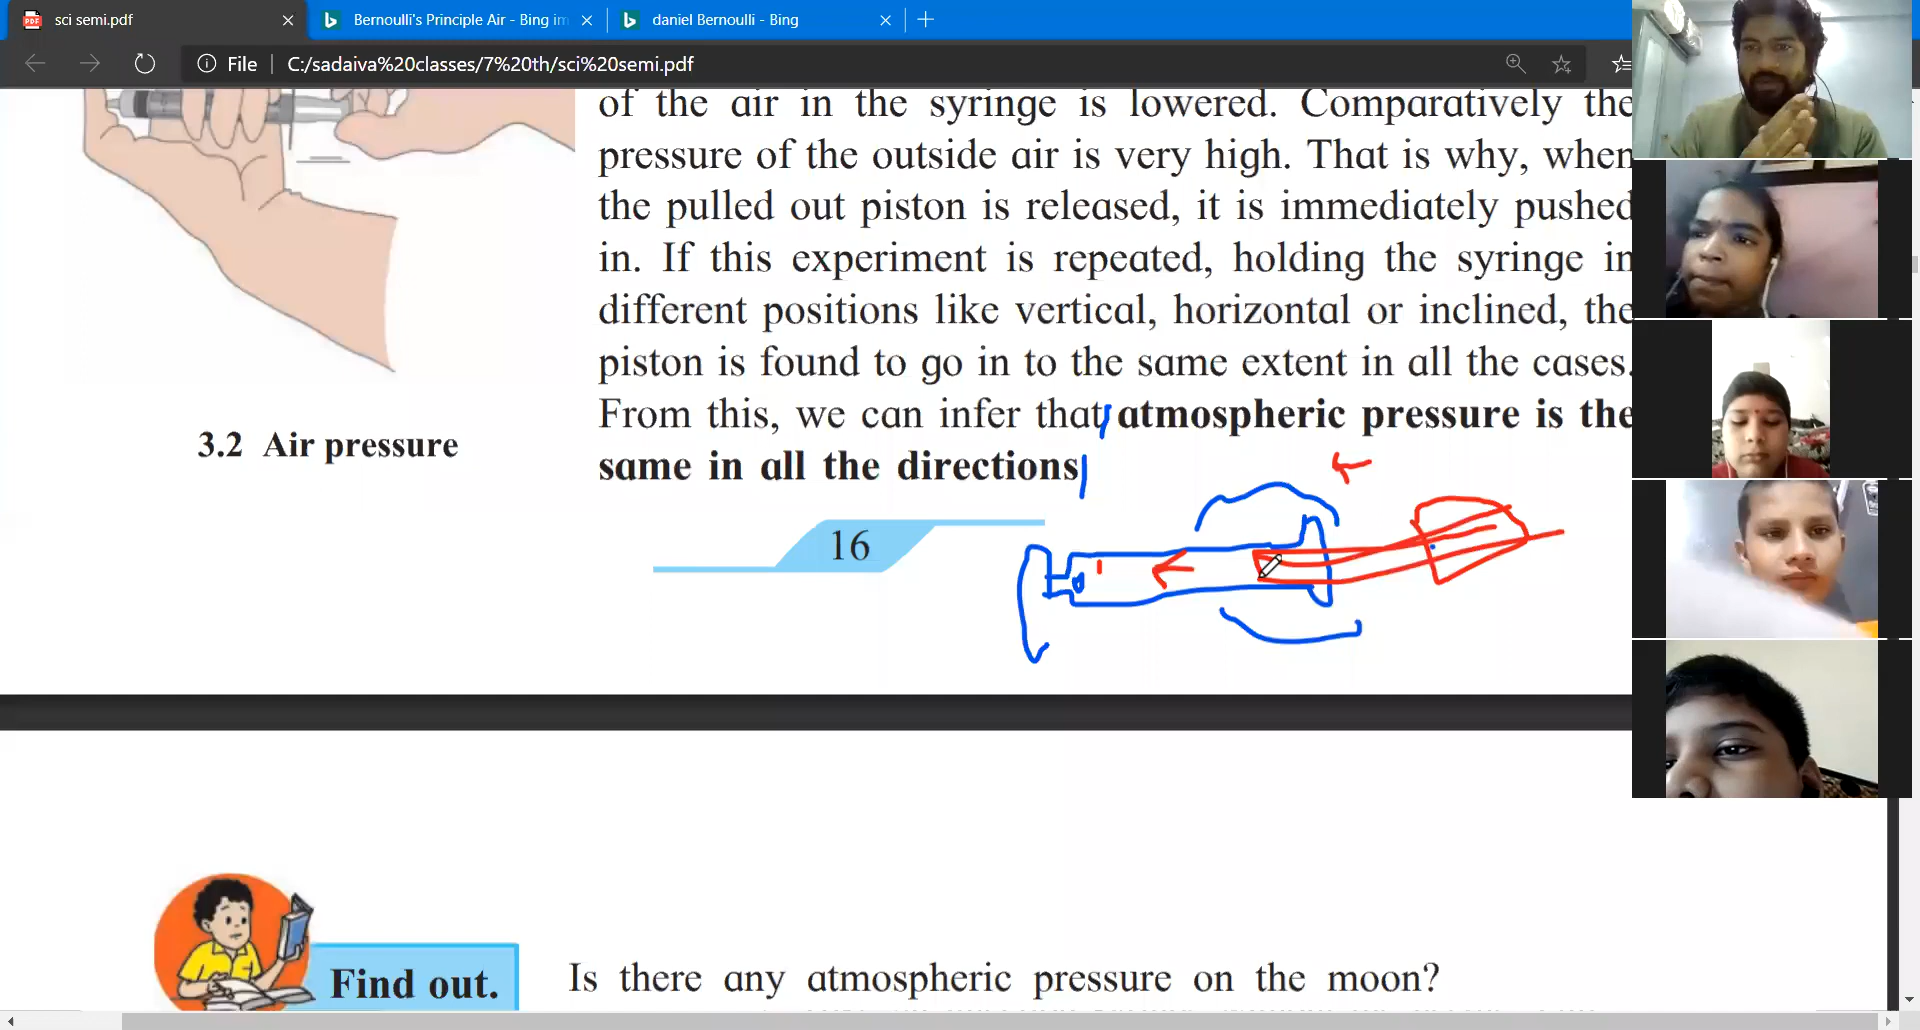 sci semi.pdf
Bernoulli's Principle Air - Bing im
daniel Bernoulli - Bing
File
C:/sadaiva%20classes/7%20th/sci%20semi.pdf
of the air in the syringe is lowered. Comparatively the
pressure of the outside air is very high. That is why, when
the pulled out piston is released, it is immediately pushed
in. If this experiment is repeated, holding the syringe in
different positions like vertical, horizontal or inclined, the
piston is found to go in to the same extent in all the cases.
From this, we can infer that atmospheric pressure is the
same in all the directions
3.2 Air pressure
16
Find out.
Is there any atmospheric pressure on the moon?